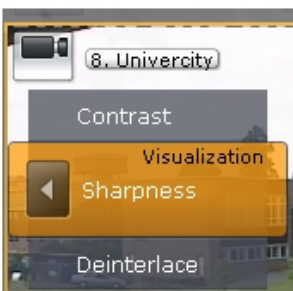 8. Univercity
Contrast
Visualization
Sharpness
Deinterlace